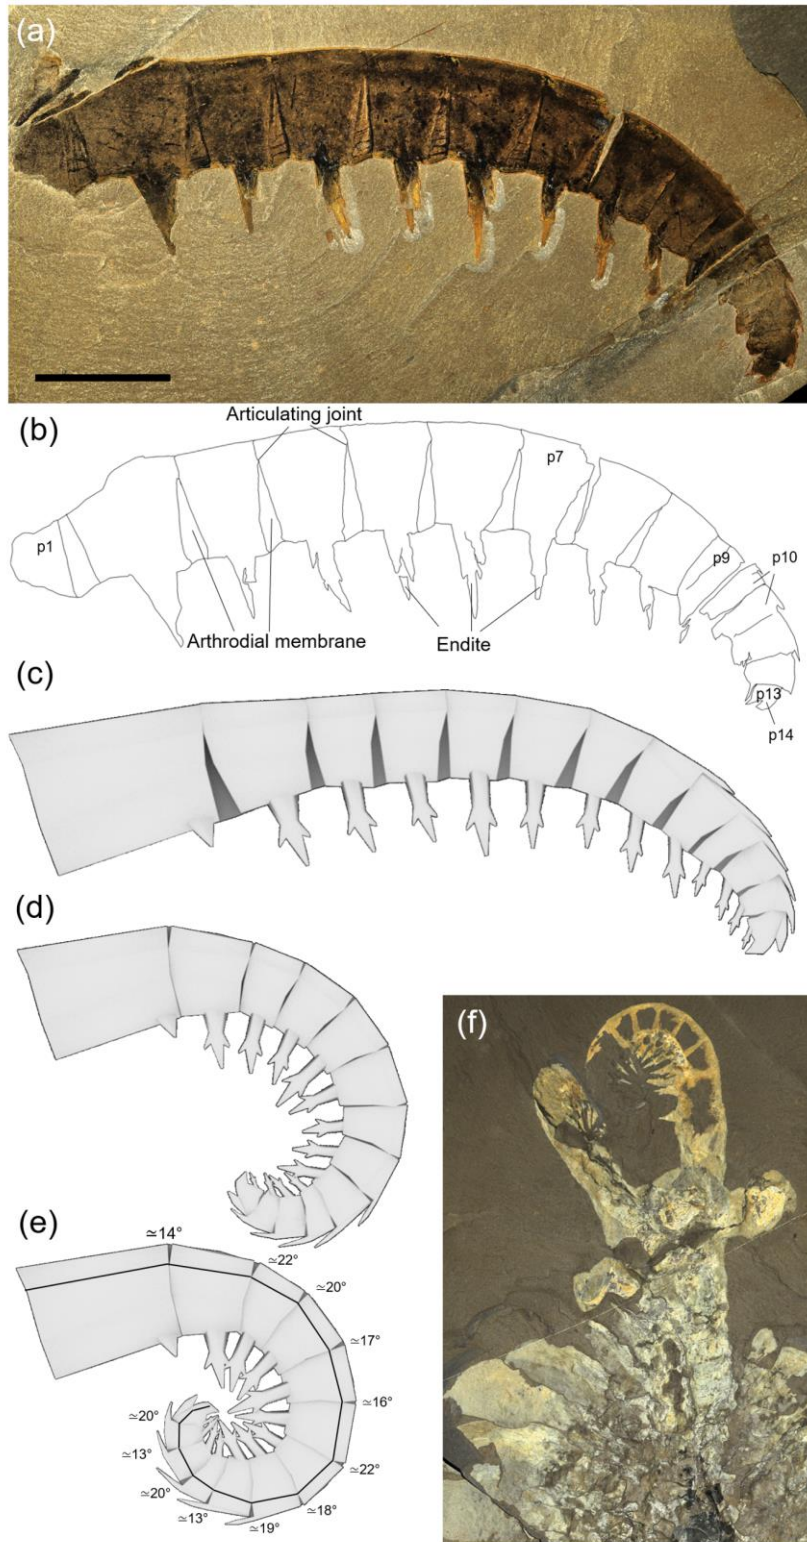 (a)
(b)
Articulating joint
p7
p1
p9
p10
Arthrodial membrane
Endite
p13
p14
(c)
(d)
(e)
≃14°
≃22°
≃20°
≃17°
≃16°
≃22°
≃18°
≃19°
≃13°
≃20°
≃13°
≃20°
(f)